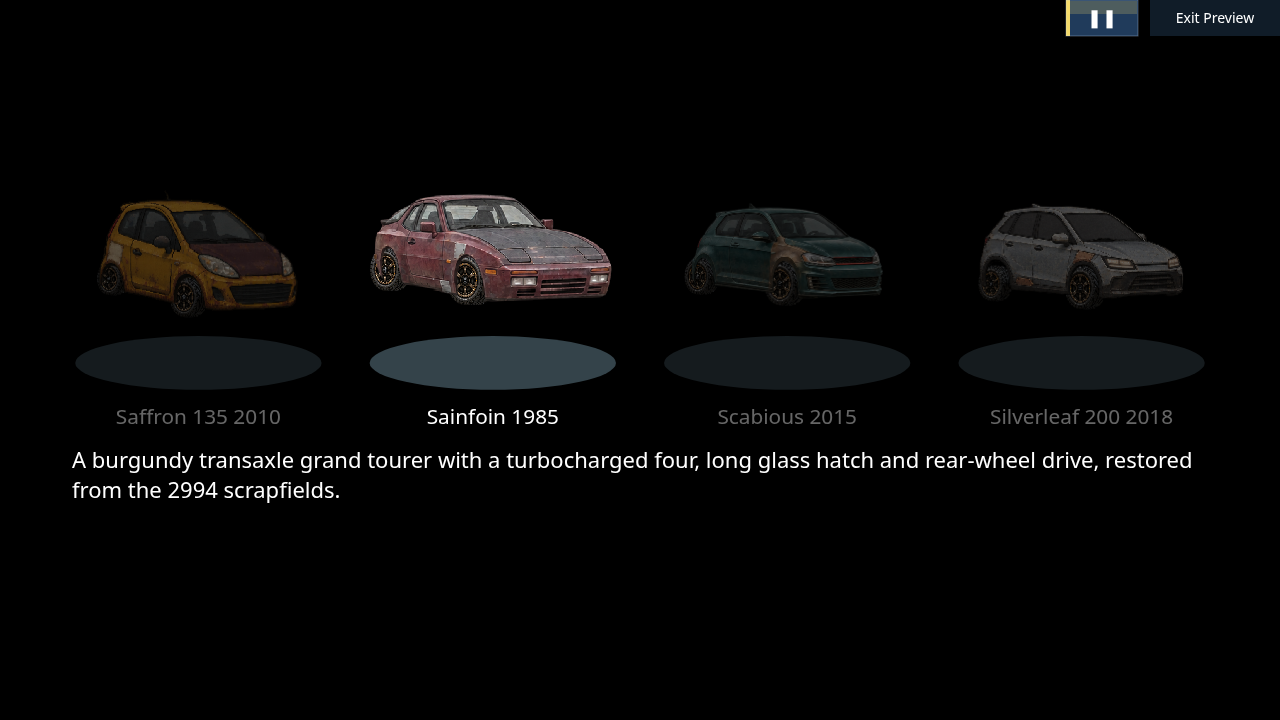 Exit Preview
Saffron 135 2010
Sainfoin 1985
Scabious 2015
Silverleaf 200 2018
A burgundy transaxle grand tourer with a turbocharged four, long glass hatch and rear-wheel drive, restored
from the 2994 scrapfields.